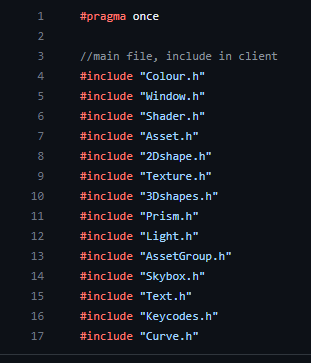 1 #pragma once
2
3 //main file, include in client
4 #include "Colour.h"
5 #include "Window.h"
6 #include "Shader.h"
7 #include "Asset.h"
8 #include "2Dshape.h"
9 #include "Texture.h"
10 #include "3Dshapes.h"
11 #include "Prism.h"
12 #include "Light.h"
13 #include "AssetGroup.h"
14 #include "Skybox.h"
15 #include "Text.h"
16 #include "Keycodes.h"
17 #include "Curve.h"